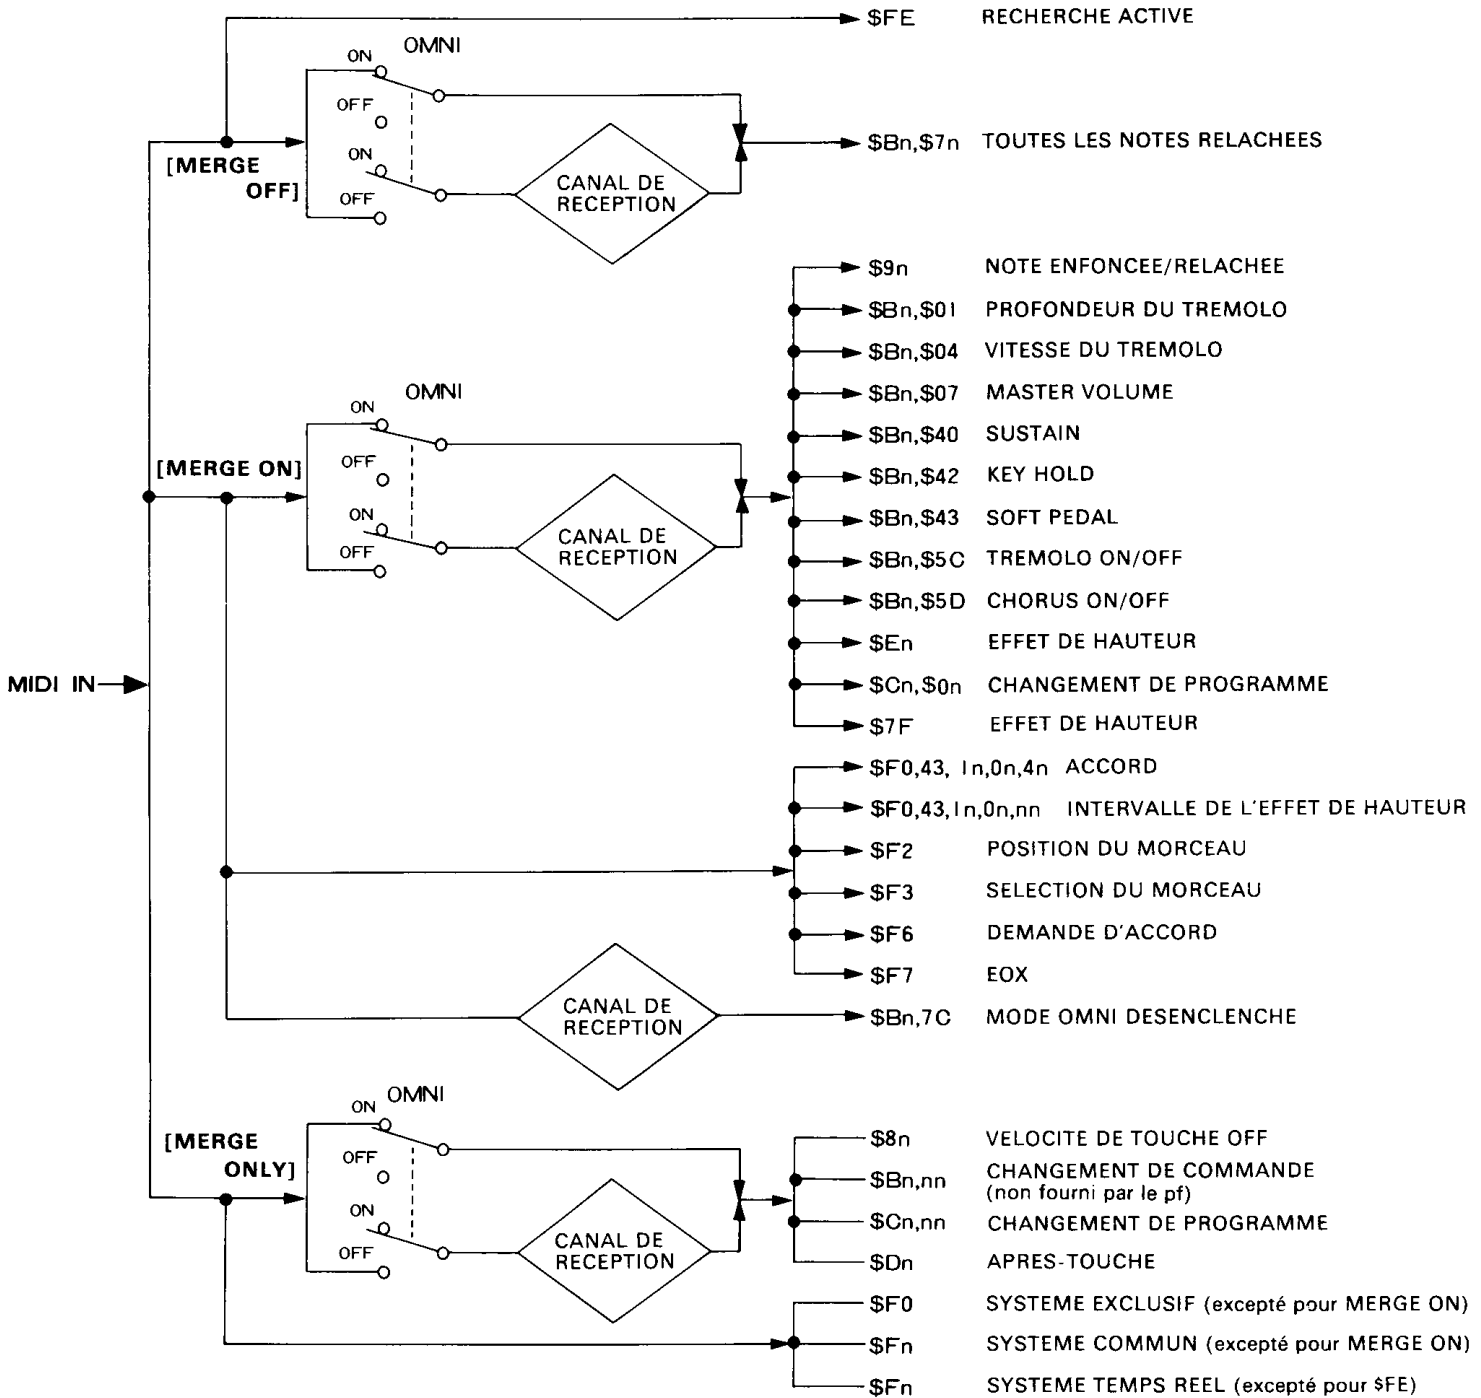 $FE RECHERCHE ACTIVE
OMNI
ON
OFF
ON
OFF
[MERGE
OFF]
CANAL DE
RECEPTION
$Bn,$7n TOUTES LES NOTES RELACHEES
$9n NOTE ENFONCEE/RELACHEE
$Bn,$01 PROFONDEUR DU TREMOLO
$Bn,$04 VITESSE DU TREMOLO
$Bn,$07 MASTER VOLUME
$Bn,$40 SUSTAIN
$Bn,$42 KEY HOLD
$Bn,$43 SOFT PEDAL
$Bn,$5C TREMOLO ON/OFF
$Bn,$5D CHORUS ON/OFF
$En EFFET DE HAUTEUR
$Cn,$0n CHANGEMENT DE PROGRAMME
$7F EFFET DE HAUTEUR
OMNI
ON
OFF
ON
OFF
[MERGE ON]
CANAL DE
RECEPTION
MIDI IN
$F0,43, 1n,0n,4n ACCORD
$F0,43,1n,0n,nn INTERVALLE DE L'EFFET DE HAUTEUR
$F2 POSITION DU MORCEAU
$F3 SELECTION DU MORCEAU
$F6 DEMANDE D'ACCORD
$F7 EOX
CANAL DE
RECEPTION
$Bn,7C MODE OMNI DESENCLENCHE
OMNI
ON
OFF
ON
OFF
[MERGE
ONLY]
CANAL DE
RECEPTION
$8n VELOCITE DE TOUCHE OFF
$Bn,nn CHANGEMENT DE COMMANDE
(non fourni par le pf)
$Cn,nn CHANGEMENT DE PROGRAMME
$Dn APRES-TOUCHE
$F0 SYSTEME EXCLUSIF (excepté pour MERGE ON)
$Fn SYSTEME COMMUN (excepté pour MERGE ON)
$Fn SYSTEME TEMPS REEL (excepté pour $FE)